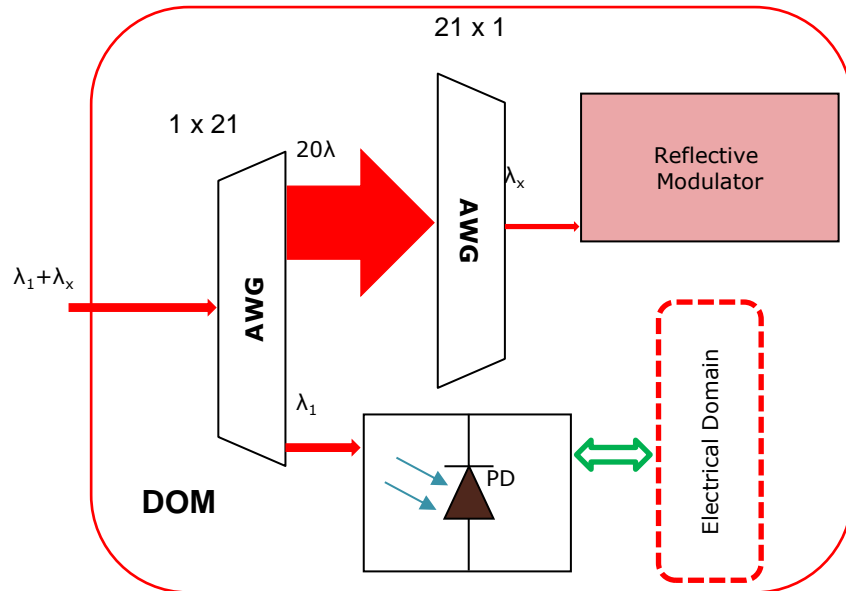 21 x 1
1 x 21
20λ
Reflective
Modulator
λx
AWG
AWG
λ1+λx
λ1
PD
Electrical Domain
DOM